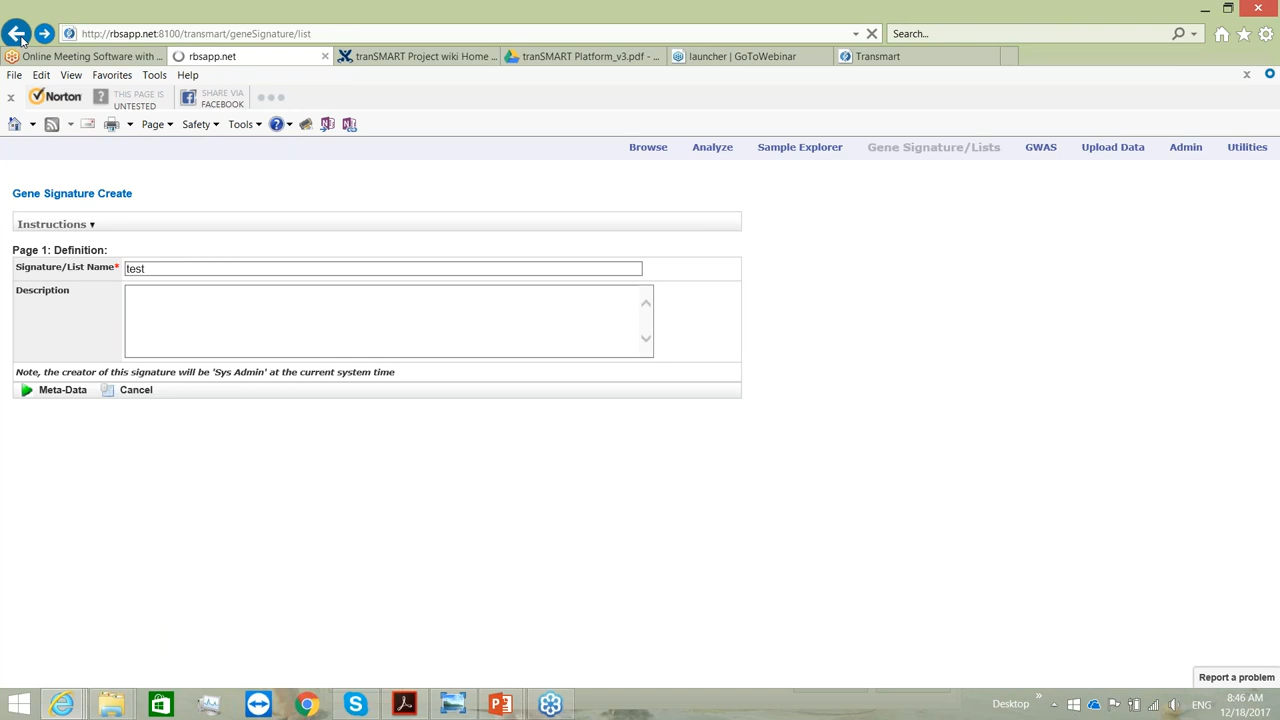 http://rbsapp.net:8100/transmart/geneSignature/list
Search...
Online Meeting Software with ...
rbsapp.net
tranSMART Project wiki Home ...
tranSMART Platform_v3.pdf - ...
launcher | GoToWebinar
Transmart
File Edit View Favorites Tools Help
x Norton
THIS PAGE IS
UNTESTED
SHARE VIA
FACEBOOK
Page Safety Tools
Browse Analyze Sample Explorer Gene Signature/Lists GWAS Upload Data Admin Utilities
Gene Signature Create
Instructions
Page 1: Definition:
Signature/List Name* test
Description
Note, the creator of this signature will be 'Sys Admin' at the current system time
Meta-Data Cancel
Report a problem
Desktop
ENG
8:46 AM
12/18/2017